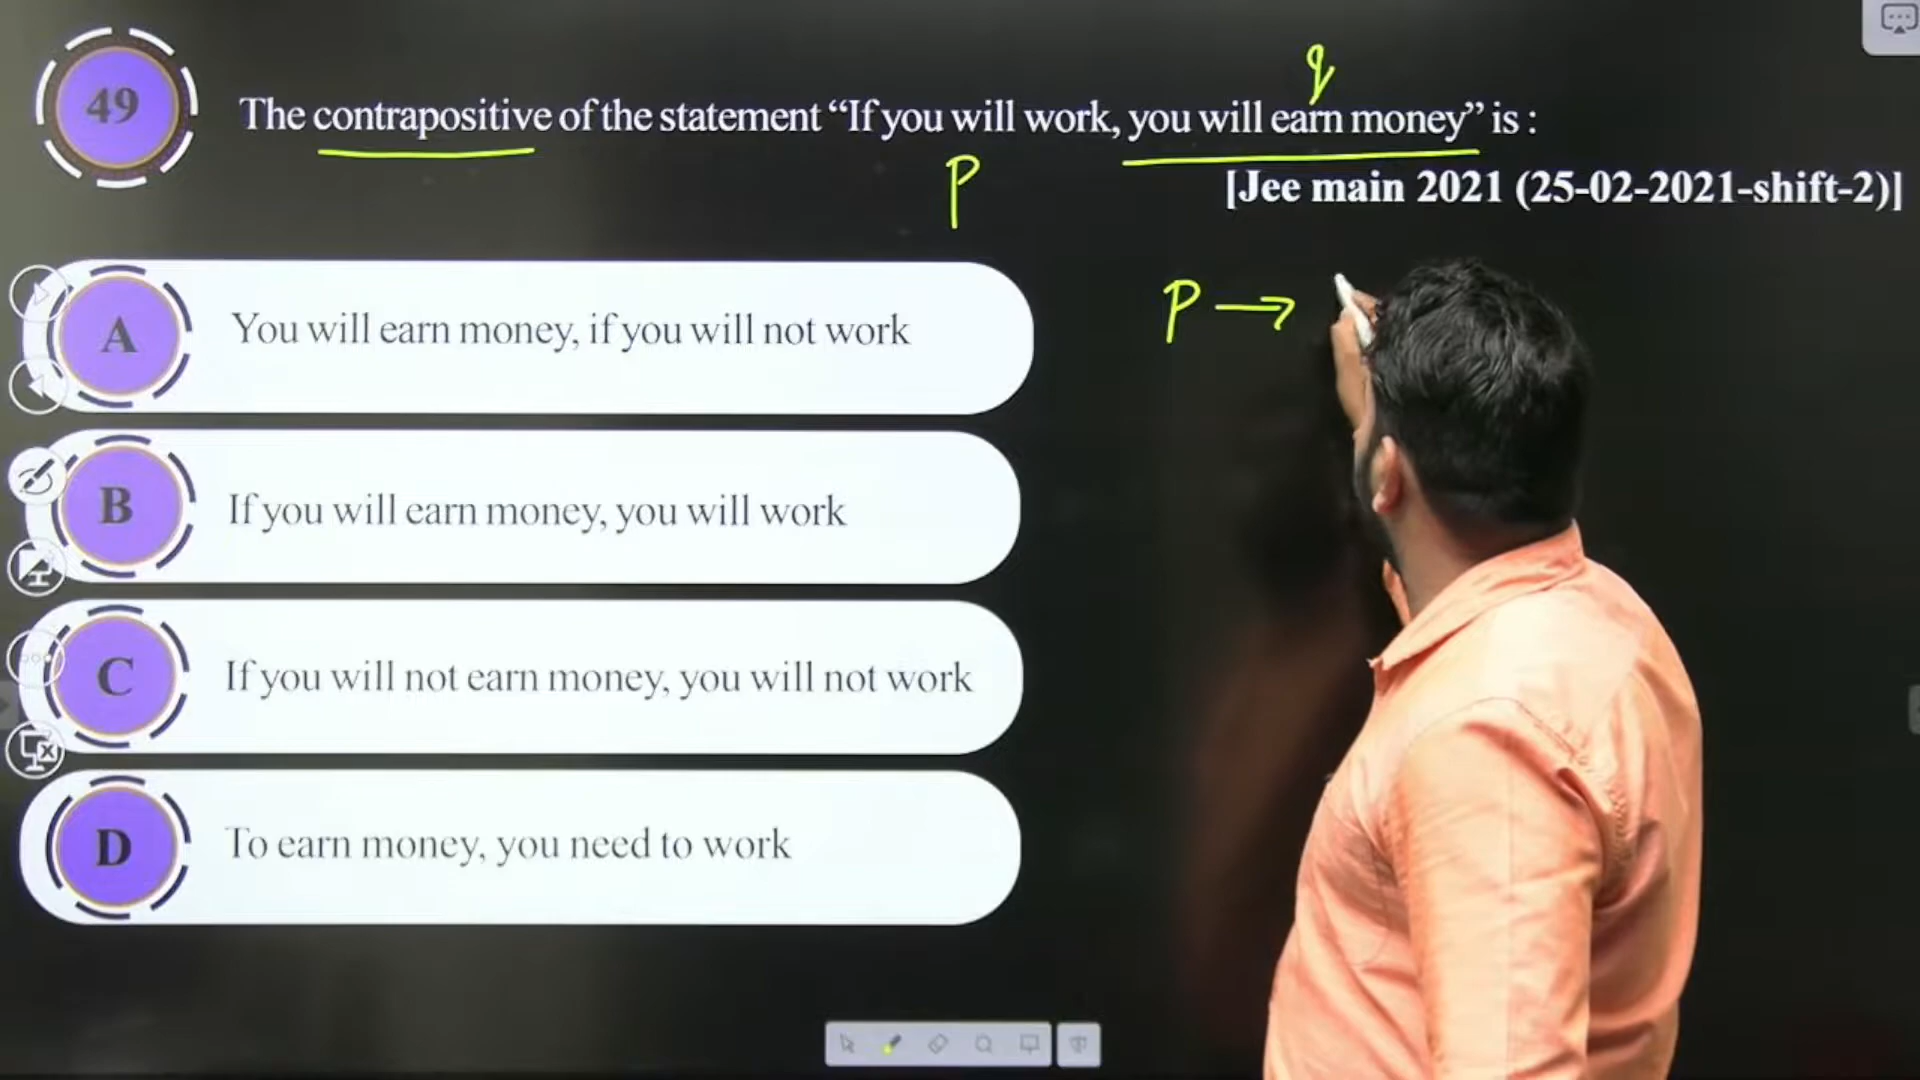 49
q
The contrapositive of the statement “If you will work, you will earn money” is :
p
[Jee main 2021 (25-02-2021-shift-2)]
p →
A You will earn money, if you will not work
B If you will earn money, you will work
C If you will not earn money, you will not work
D To earn money, you need to work